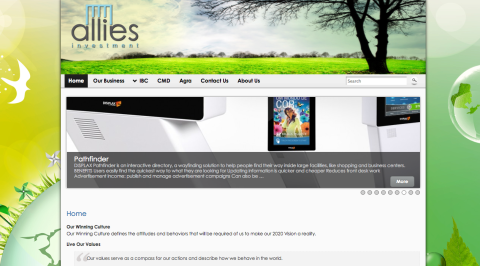 allies
investment
Home Our Business IBC CMD Agro Contact Us About Us Search
Pathfinder
DISPLAX Pathfinder is an interactive directory, a wayfinding solution to help people find their way inside large facilities, like shopping and business centers.
BENEFITS Users easily find the quickest way to what they are looking for Updating information is quicker and cheaper Reduces front desk work
Advertisement income: publish and manage advertisement campaigns Can also be ....
More
Home
Our Winning Culture
Our Winning Culture defines the attitudes and behaviors that will be required of us to make our 2020 Vision a reality.
Live Our Values
Our values serve as a compass for our actions and describe how we behave in the world.